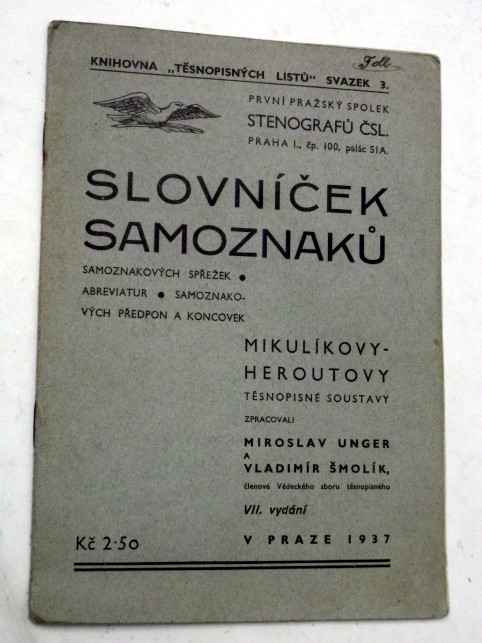 KNIHOVNA „TĚSNOPISNÝCH LISTŮ“ SVAZEK 3.
PRVNÍ PRAŽSKÝ SPOLEK
STENOGRAFŮ ČSL.
PRAHA I., čp. 100, palác SIA.
SLOVNÍČEK
SAMOZNAKŮ
SAMOZNAKOVÝCH SPŘEŽEK ●
ABREVIATUR ● SAMOZNAKO-
VÝCH PŘEDPON A KONCOVEK
MIKULÍKOVY-
HEROUTOVY
TĚSNOPISNÉ SOUSTAVY
ZPRACOVALI
MIROSLAV UNGER
A
VLADIMÍR ŠMOLÍK,
členové Vědeckého sboru těsnopisného
VII. vydání
Kč 2·50
V PRAZE 1937